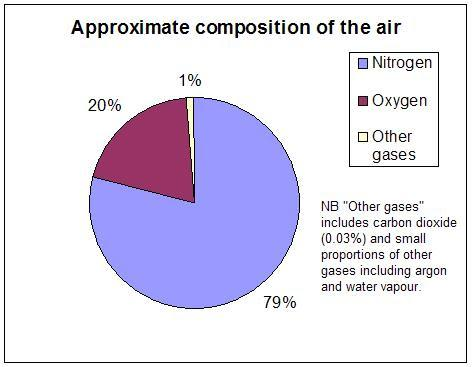 Approximate composition of the air
1%
20%
79%
Nitrogen
Oxygen
Other
gases
NB "Other gases"
includes carbon dioxide
(0.03%) and small
proportions of other
gases including argon
and water vapour.